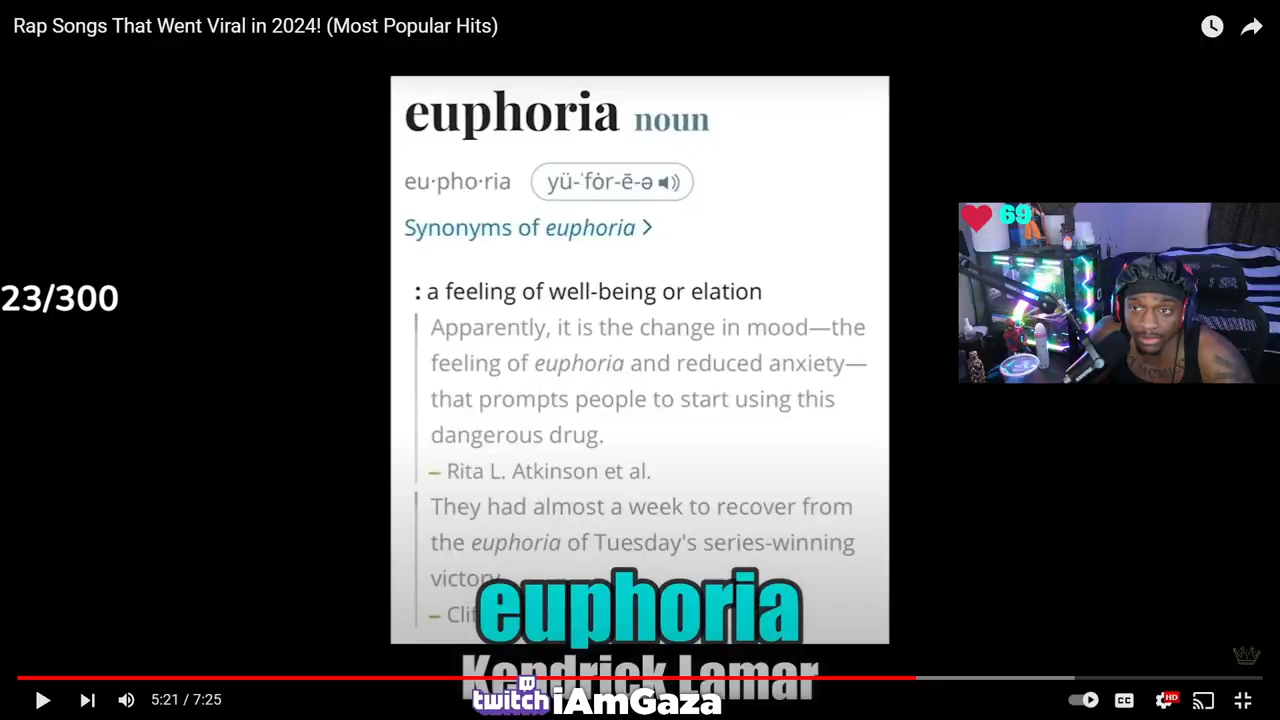 Rap Songs That Went Viral in 2024! (Most Popular Hits)
euphoria noun
eu·pho·ria yü-ˈfȯr-ē-ə
Synonyms of euphoria >
: a feeling of well-being or elation
Apparently, it is the change in mood—the
feeling of euphoria and reduced anxiety—
that prompts people to start using this
dangerous drug.
– Rita L. Atkinson et al.
They had almost a week to recover from
the euphoria of Tuesday's series-winning
victory.
– Clif
euphoria
Kendrick Lamar
twitch iAmGaza
23/300
69
5:21 / 7:25
CC
HD